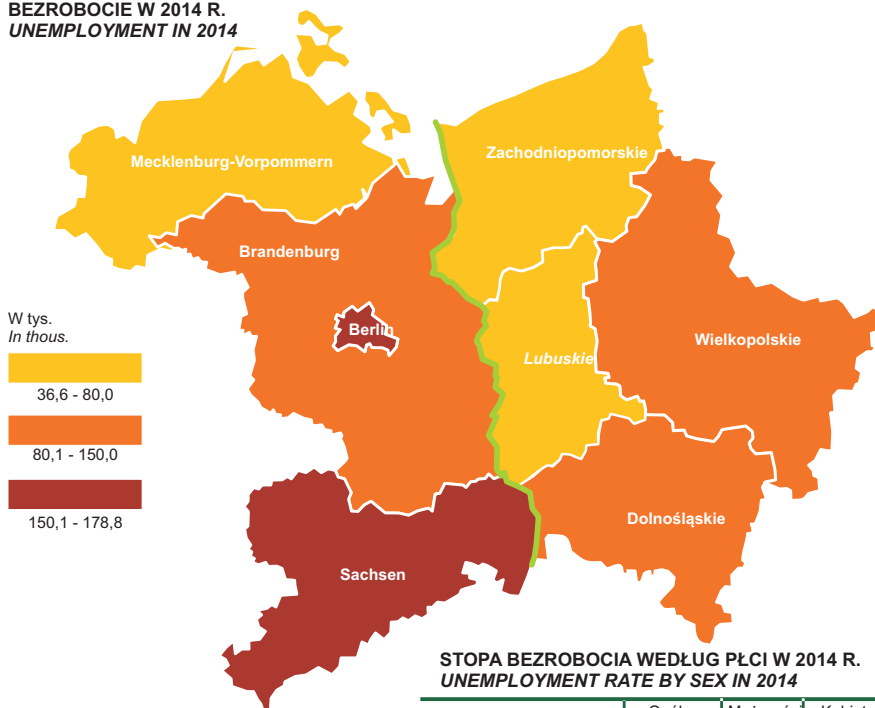 BEZROBOCIE W 2014 R.
UNEMPLOYMENT IN 2014
Mecklenburg-Vorpommern
Zachodniopomorskie
Brandenburg
W tys.
In thous.
Berlin
Lubuskie
Wielkopolskie
36,6 - 80,0
80,1 - 150,0
150,1 - 178,8
Dolnośląskie
Sachsen
STOPA BEZROBOCIA WEDŁUG PŁCI W 2014 R.
UNEMPLOYMENT RATE BY SEX IN 2014